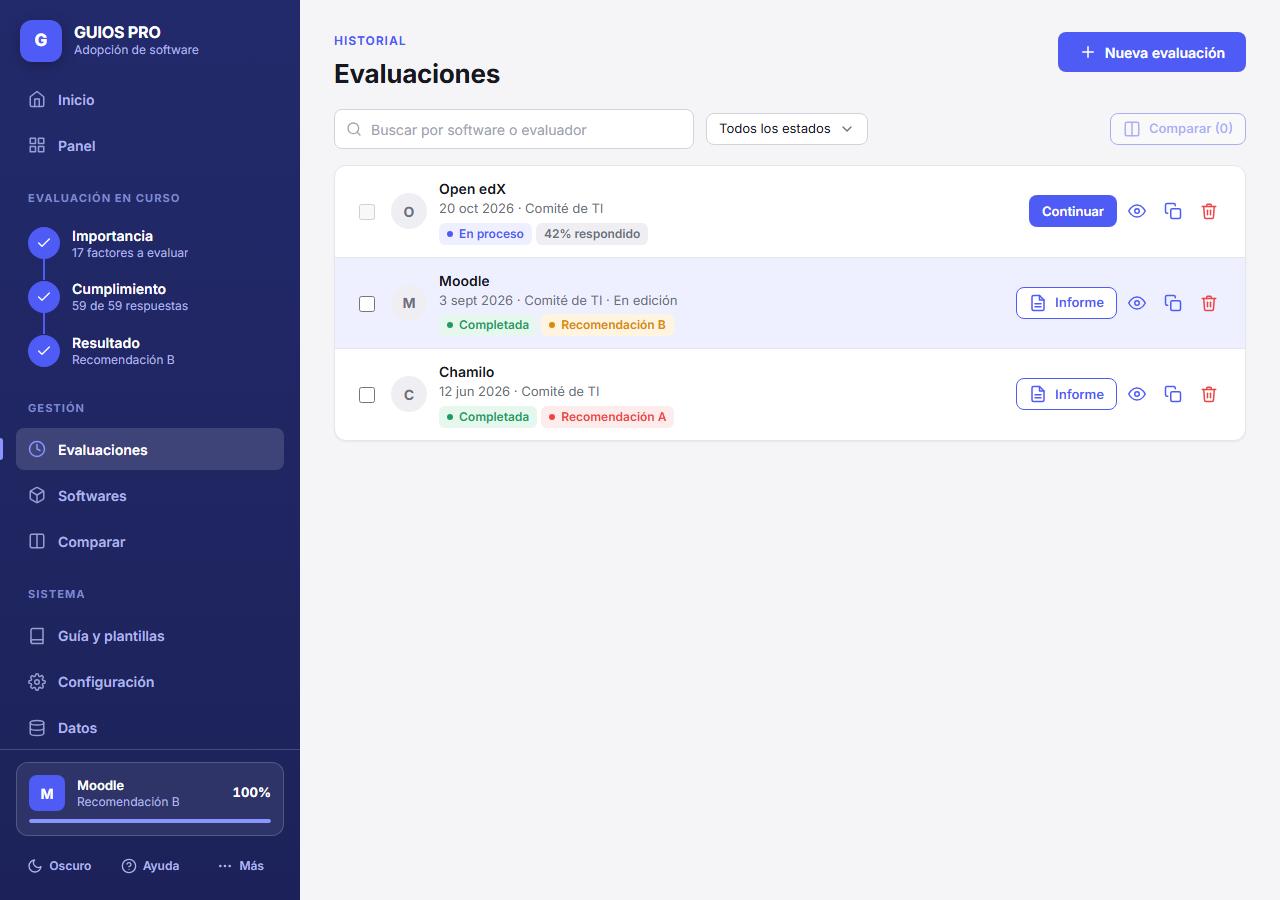 G
GUIOS PRO
Adopción de software
Inicio
Panel
EVALUACIÓN EN CURSO
Importancia
17 factores a evaluar
Cumplimiento
59 de 59 respuestas
Resultado
Recomendación B
GESTIÓN
Evaluaciones
Softwares
Comparar
SISTEMA
Guía y plantillas
Configuración
Datos
M
Moodle
Recomendación B
100%
Oscuro
Ayuda
Más
HISTORIAL
Evaluaciones
Nueva evaluación
Buscar por software o evaluador
Todos los estados
Comparar (0)
O
Open edX
20 oct 2026 · Comité de TI
En proceso
42% respondido
Continuar
M
Moodle
3 sept 2026 · Comité de TI · En edición
Completada
Recomendación B
Informe
C
Chamilo
12 jun 2026 · Comité de TI
Completada
Recomendación A
Informe